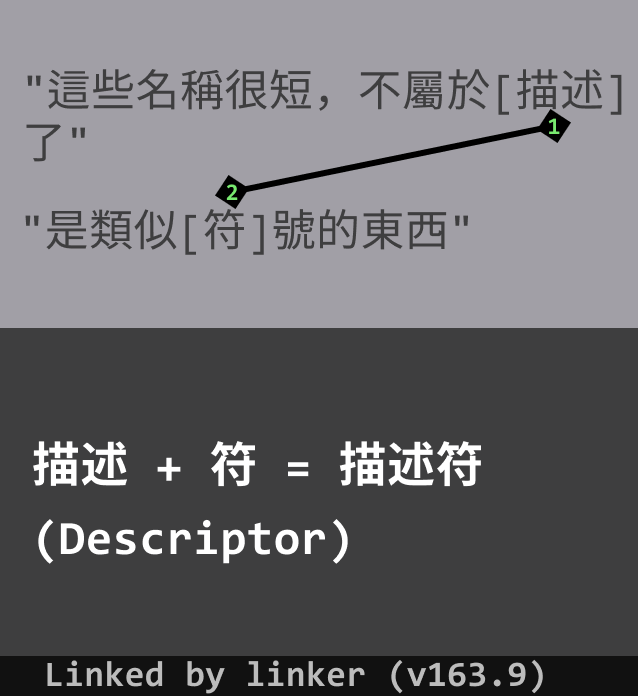 "這些名稱很短，不屬於[描述]
了"
1
2
"是類似[符]號的東西"
描述 + 符 = 描述符
(Descriptor)
Linked by linker (v163.9)